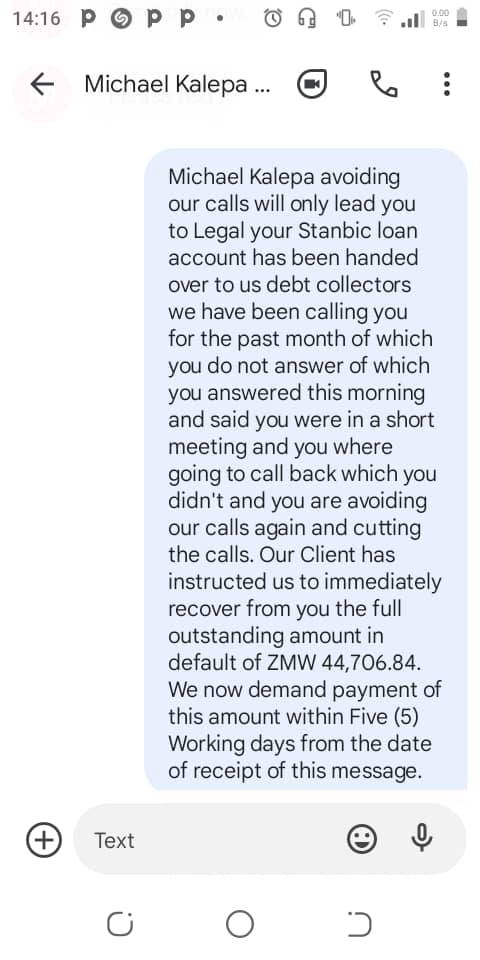 14:16
0.00
B/s
Michael Kalepa ...
Michael Kalepa avoiding
our calls will only lead you
to Legal your Stanbic loan
account has been handed
over to us debt collectors
we have been calling you
for the past month of which
you do not answer of which
you answered this morning
and said you were in a short
meeting and you where
going to call back which you
didn't and you are avoiding
our calls again and cutting
the calls. Our Client has
instructed us to immediately
recover from you the full
outstanding amount in
default of ZMW 44,706.84.
We now demand payment of
this amount within Five (5)
Working days from the date
of receipt of this message.
Text